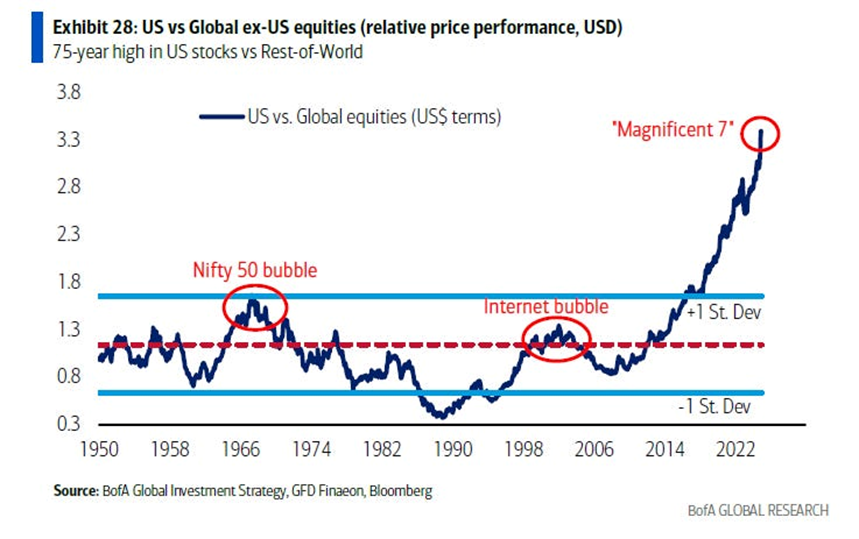 Exhibit 28: US vs Global ex-US equities (relative price performance, USD)
75-year high in US stocks vs Rest-of-World
3.8
US vs. Global equities (US$ terms)
"Magnificent 7"
3.3
2.8
2.3
Nifty 50 bubble
1.8
Internet bubble
+1 St. Dev
1.3
0.8
-1 St. Dev
0.3
1950 1958 1966 1974 1982 1990 1998 2006 2014 2022
Source: BofA Global Investment Strategy, GFD Finaeon, Bloomberg
BofA GLOBAL RESEARCH